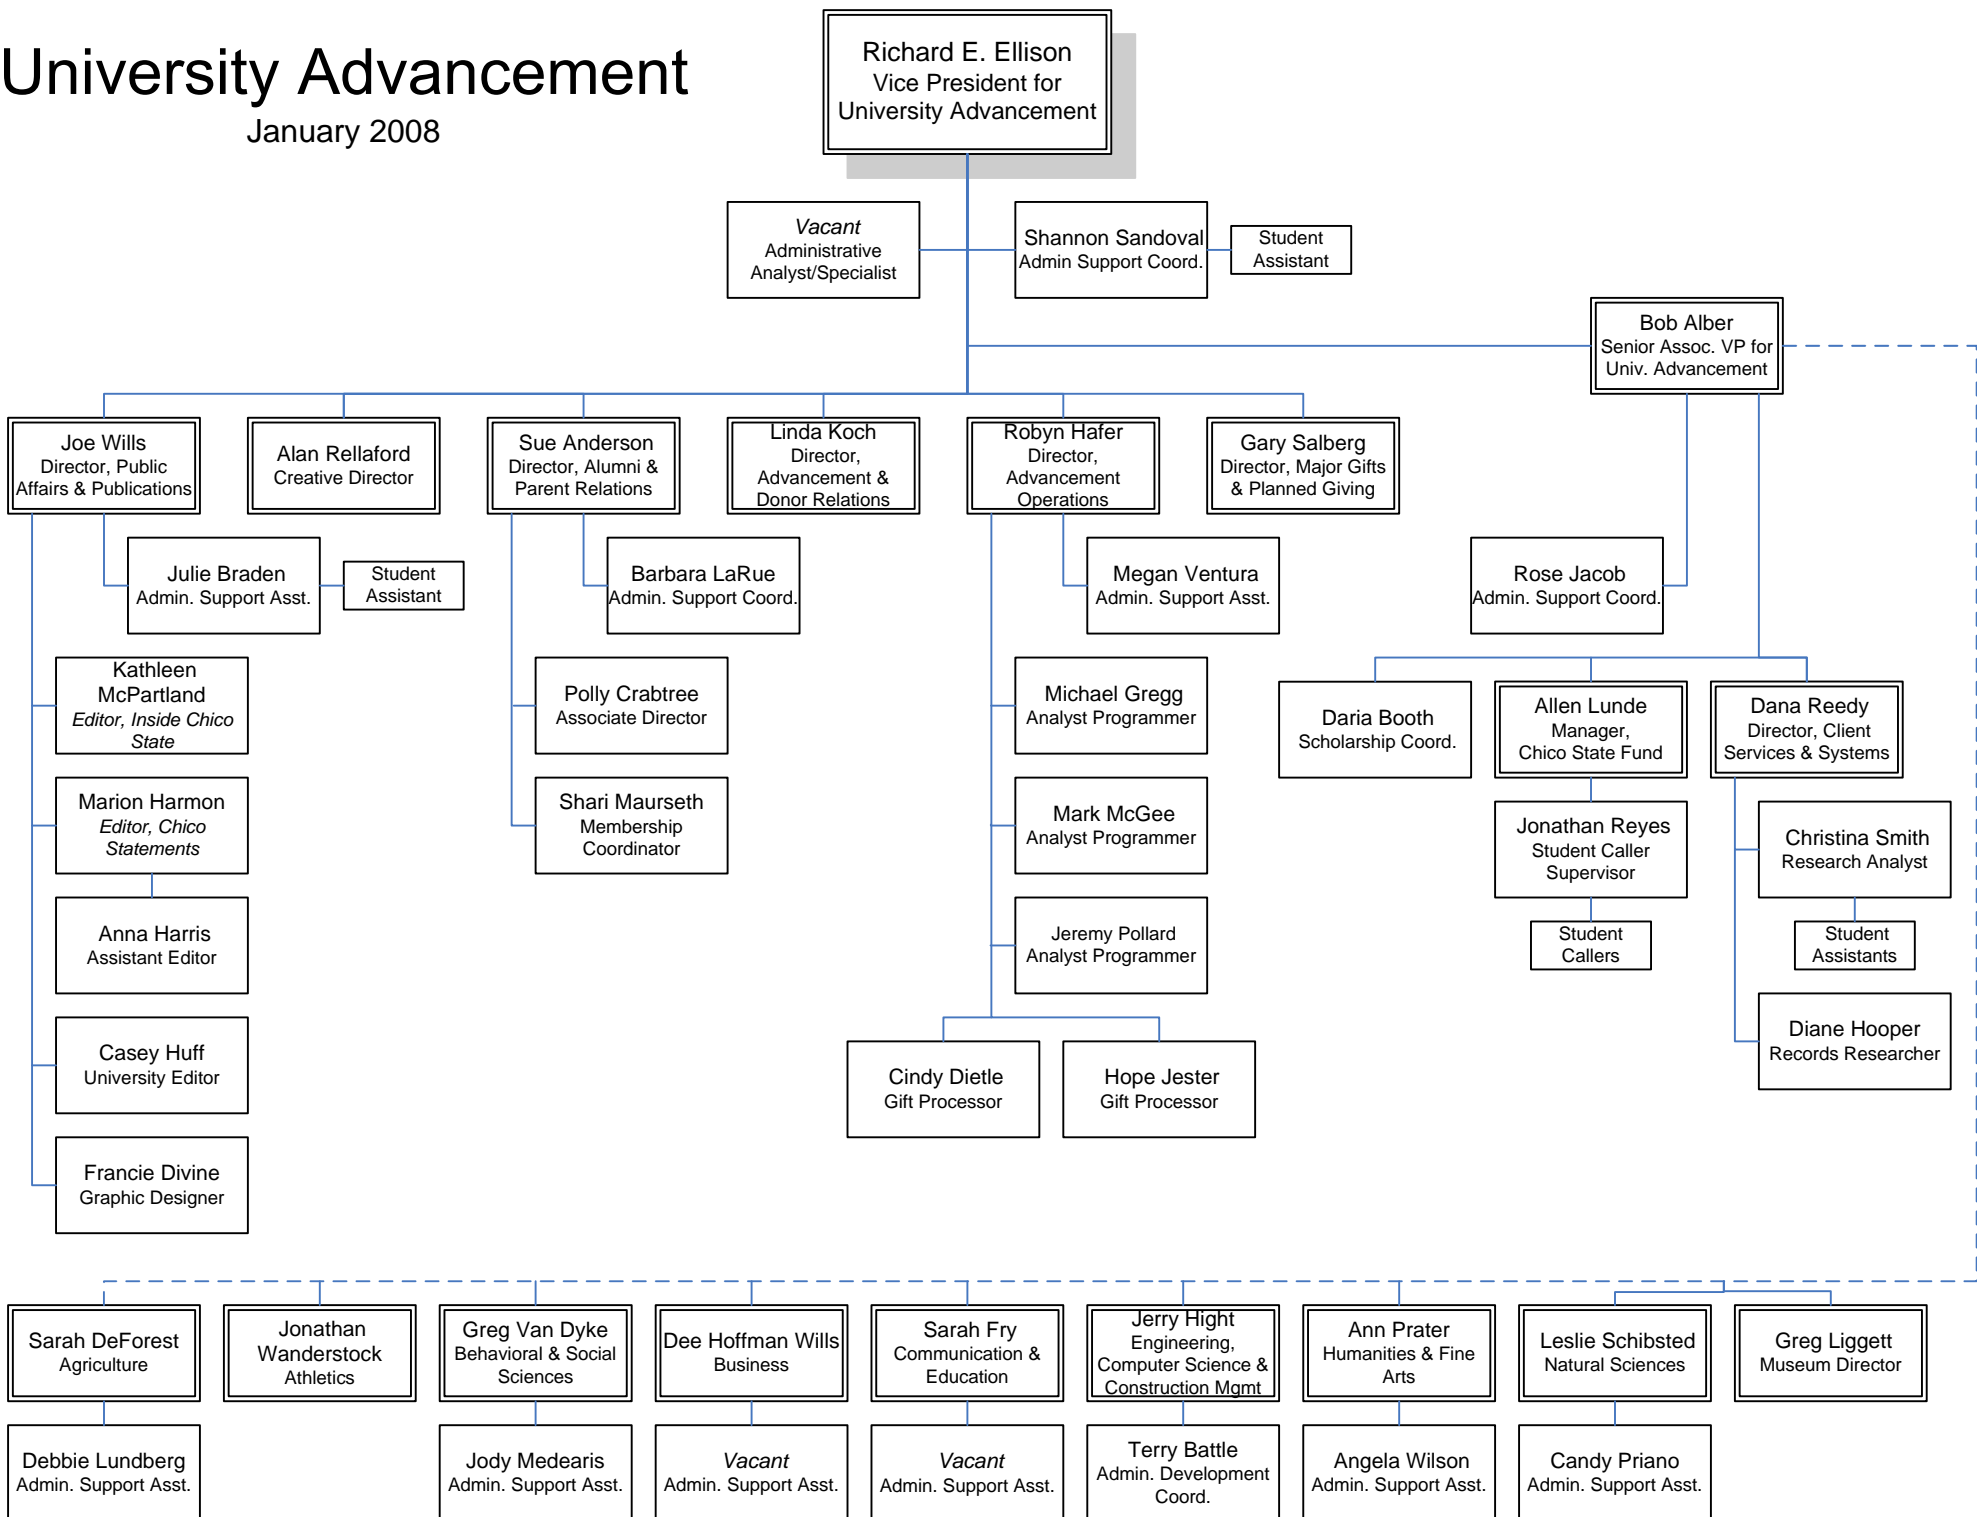 University Advancement
January 2008
Richard E. Ellison
Vice President for
University Advancement
Vacant
Administrative
Analyst/Specialist
Shannon Sandoval
Admin Support Coord.
Student
Assistant
Bob Alber
Senior Assoc. VP for
Univ. Advancement
Joe Wills
Director, Public
Affairs & Publications
Alan Rellaford
Creative Director
Sue Anderson
Director, Alumni &
Parent Relations
Linda Koch
Director,
Advancement &
Donor Relations
Robyn Hafer
Director,
Advancement
Operations
Gary Salberg
Director, Major Gifts
& Planned Giving
Julie Braden
Admin. Support Asst.
Student
Assistant
Barbara LaRue
Admin. Support Coord.
Megan Ventura
Admin. Support Asst.
Rose Jacob
Admin. Support Coord.
Kathleen
McPartland
Editor, Inside Chico
State
Polly Crabtree
Associate Director
Michael Gregg
Analyst Programmer
Daria Booth
Scholarship Coord.
Allen Lunde
Manager,
Chico State Fund
Dana Reedy
Director, Client
Services & Systems
Marion Harmon
Editor, Chico
Statements
Shari Maurseth
Membership
Coordinator
Mark McGee
Analyst Programmer
Jonathan Reyes
Student Caller
Supervisor
Christina Smith
Research Analyst
Anna Harris
Assistant Editor
Jeremy Pollard
Analyst Programmer
Student
Callers
Student
Assistants
Casey Huff
University Editor
Cindy Dietle
Gift Processor
Hope Jester
Gift Processor
Diane Hooper
Records Researcher
Francie Divine
Graphic Designer
Sarah DeForest
Agriculture
Jonathan
Wanderstock
Athletics
Greg Van Dyke
Behavioral & Social
Sciences
Dee Hoffman Wills
Business
Sarah Fry
Communication &
Education
Jerry Hight
Engineering,
Computer Science &
Construction Mgmt
Ann Prater
Humanities & Fine
Arts
Leslie Schibsted
Natural Sciences
Greg Liggett
Museum Director
Debbie Lundberg
Admin. Support Asst.
Jody Medearis
Admin. Support Asst.
Vacant
Admin. Support Asst.
Vacant
Admin. Support Asst.
Terry Battle
Admin. Development
Coord.
Angela Wilson
Admin. Support Asst.
Candy Priano
Admin. Support Asst.